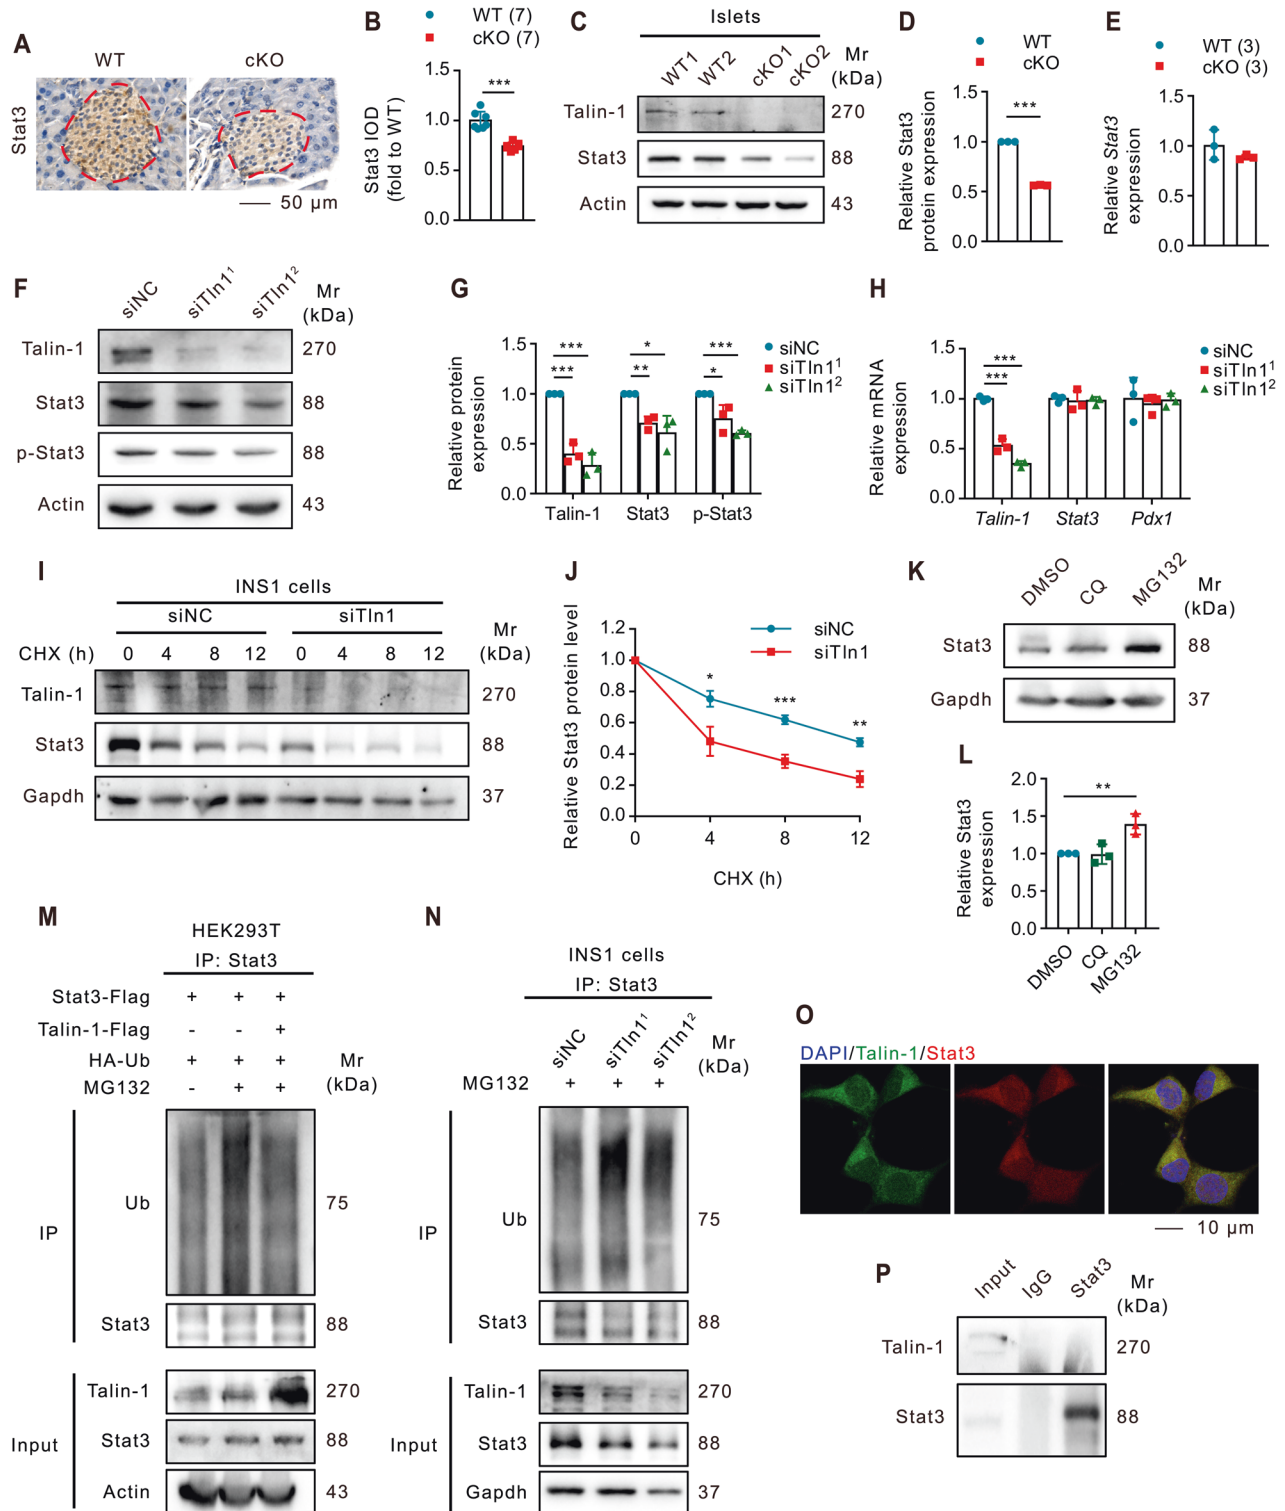 A
WT
cKO
Stat3
50 μm
B
WT (7)
cKO (7)
Stat3 IOD
(fold to WT)
1.5
1.0
0.5
0.0
***
C
Islets
WT1
WT2
cKO1
cKO2
Mr
(kDa)
Talin-1
270
Stat3
88
Actin
43
D
WT
cKO
Relative Stat3
protein expression
1.5
1.0
0.5
0.0
***
E
WT (3)
cKO (3)
Relative Stat3
expression
1.5
1.0
0.5
0.0
F
siNC
siTln1¹
siTln1²
Mr
(kDa)
Talin-1
270
Stat3
88
p-Stat3
88
Actin
43
G
Relative protein
expression
1.5
1.0
0.5
0.0
***
***
*
**
***
*
siNC
siTln1¹
siTln1²
Talin-1
Stat3
p-Stat3
H
Relative mRNA
expression
1.5
1.0
0.5
0.0
***
***
siNC
siTln1¹
siTln1²
Talin-1
Stat3
Pdx1
I
INS1 cells
siNC
siTln1
CHX (h)
0 4 8 12 0 4 8 12
Mr
(kDa)
Talin-1
270
Stat3
88
Gapdh
37
J
Relative Stat3 protein level
1.2
1.0
0.8
0.6
0.4
0.2
0.0
siNC
siTln1
*
***
**
0 4 8 12
CHX (h)
K
DMSO
CQ
MG132
Mr
(kDa)
Stat3
88
Gapdh
37
L
Relative Stat3
expression
2.0
1.5
1.0
0.5
0.0
**
DMSO
CQ
MG132
M
HEK293T
IP: Stat3
Stat3-Flag + + +
Talin-1-Flag - - +
HA-Ub + + +
MG132 - + +
Mr
(kDa)
IP
Ub
75
Stat3
88
Input
Talin-1
270
Stat3
88
Actin
43
N
INS1 cells
IP: Stat3
siNC
siTln1¹
siTln1²
MG132 + + +
Mr
(kDa)
IP
Ub
75
Stat3
88
Input
Talin-1
270
Stat3
88
Gapdh
37
O
DAPI/Talin-1/Stat3
10 μm
P
Input
IgG
Stat3
Mr
(kDa)
Talin-1
270
Stat3
88